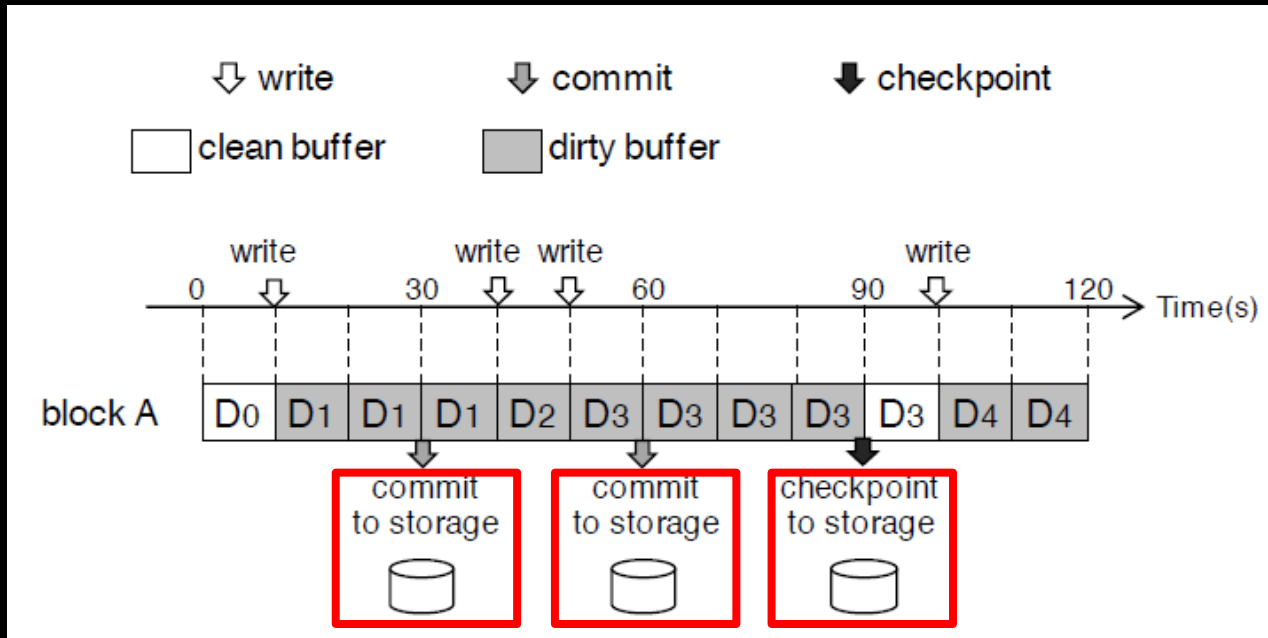 write commit checkpoint
clean buffer dirty buffer
write write write write
0 30 60 90 120 Time(s)
block A D0 D1 D1 D1 D2 D3 D3 D3 D3 D3 D4 D4
commit commit checkpoint
to storage to storage to storage